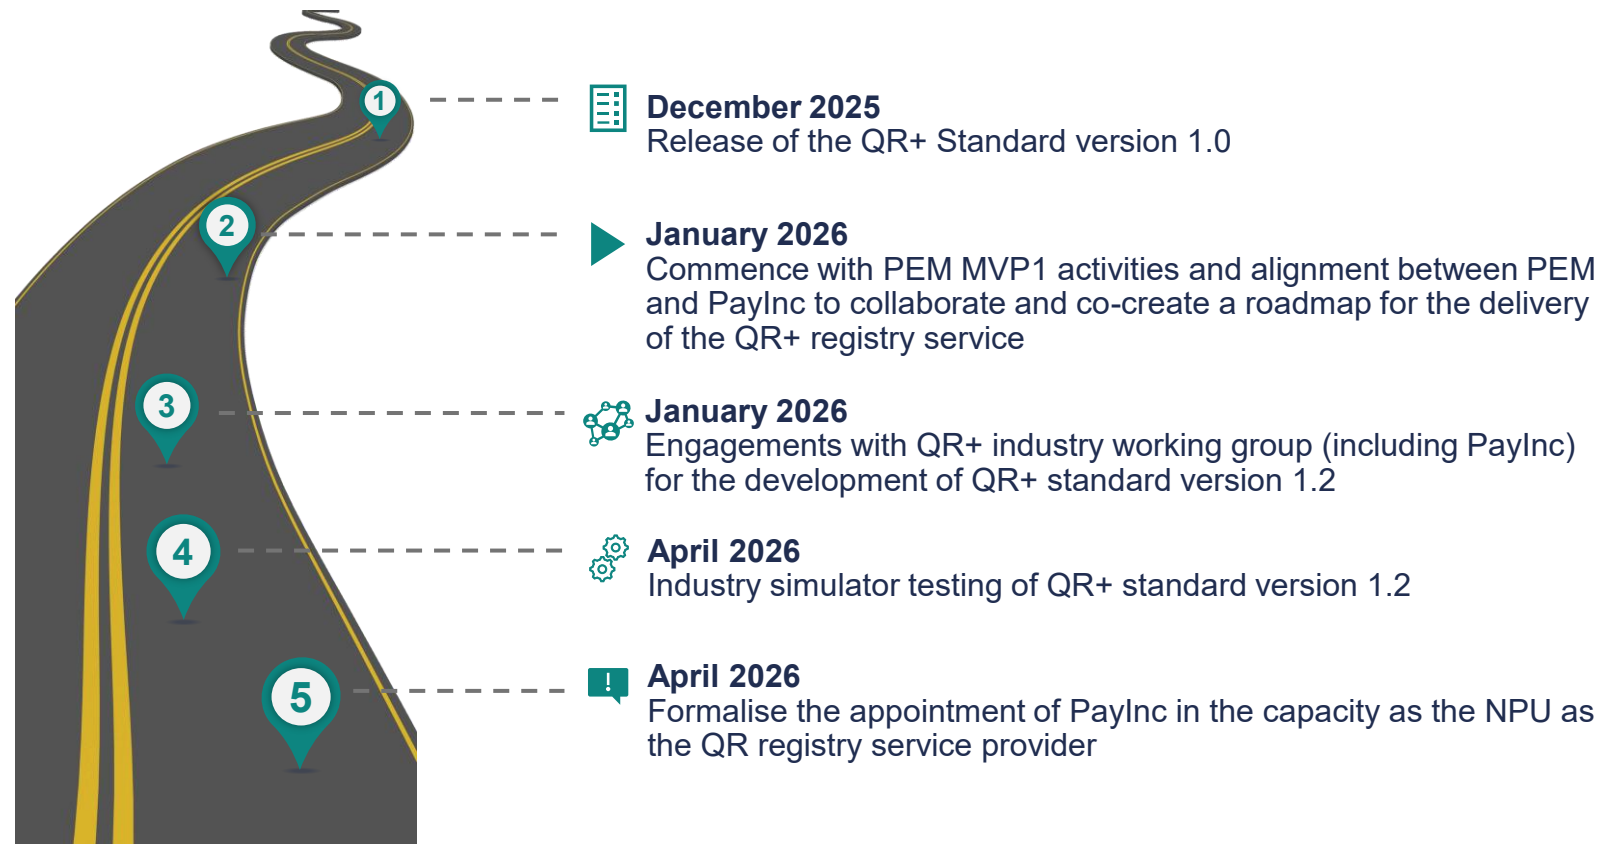 1
December 2025
Release of the QR+ Standard version 1.0
2
January 2026
Commence with PEM MVP1 activities and alignment between PEM
and PayInc to collaborate and co-create a roadmap for the delivery
of the QR+ registry service
3
January 2026
Engagements with QR+ industry working group (including PayInc)
for the development of QR+ standard version 1.2
4
April 2026
Industry simulator testing of QR+ standard version 1.2
5
April 2026
Formalise the appointment of PayInc in the capacity as the NPU as
the QR registry service provider